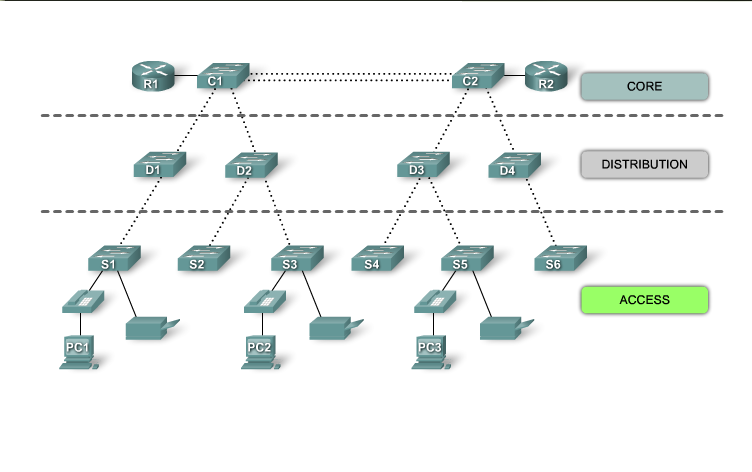 R1
C1
C2
R2
CORE
D1
D2
D3
D4
DISTRIBUTION
S1
S2
S3
S4
S5
S6
ACCESS
PC1
PC2
PC3